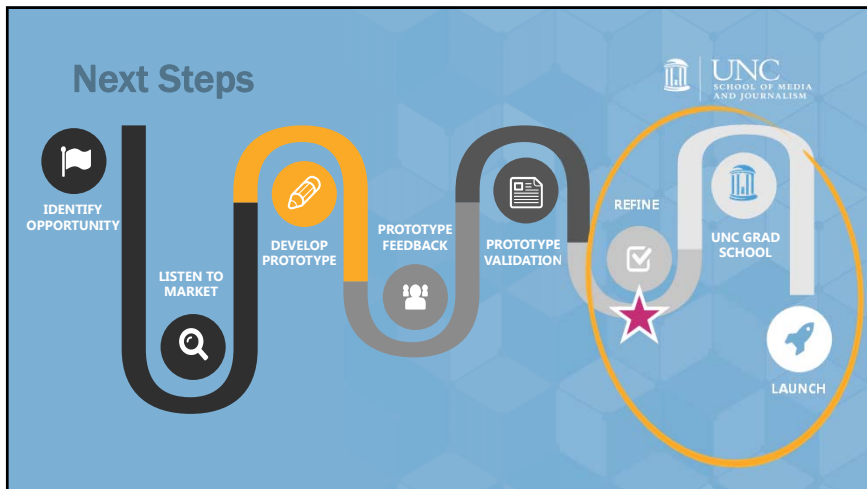 Next Steps
UNC
SCHOOL OF MEDIA
AND JOURNALISM
IDENTIFY
OPPORTUNITY
LISTEN TO
MARKET
DEVELOP
PROTOTYPE
PROTOTYPE
FEEDBACK
PROTOTYPE
VALIDATION
REFINE
UNC GRAD
SCHOOL
LAUNCH